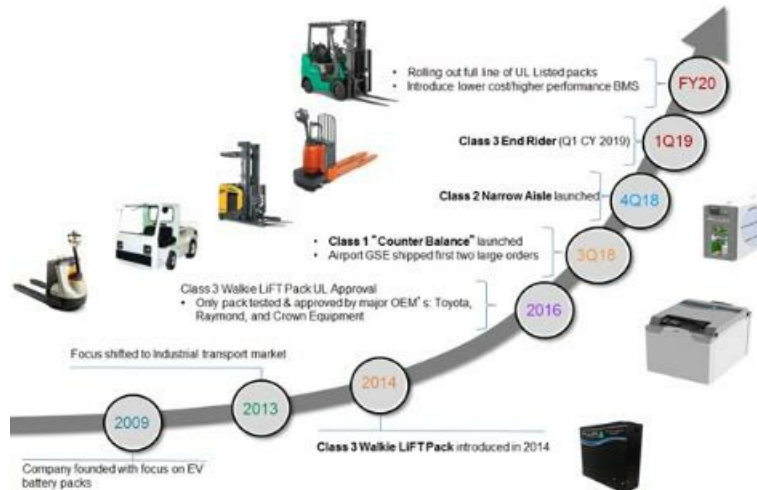 • Rolling out full line of UL Listed packs
• Introduce lower cost/higher performance BMS
FY20
Class 3 End Rider (Q1 CY 2019)
1Q19
Class 2 Narrow Aisle launched
4Q18
• Class 1 "Counter Balance" launched
• Airport GSE shipped first two large orders
3Q18
Class 3 Walkie LiFT Pack UL Approval
• Only pack tested & approved by major OEM's: Toyota,
Raymond, and Crown Equipment
2016
Focus shifted to Industrial transport market
2014
2013
2009
Class 3 Walkie LiFT Pack introduced in 2014
Company founded with focus on EV
battery packs